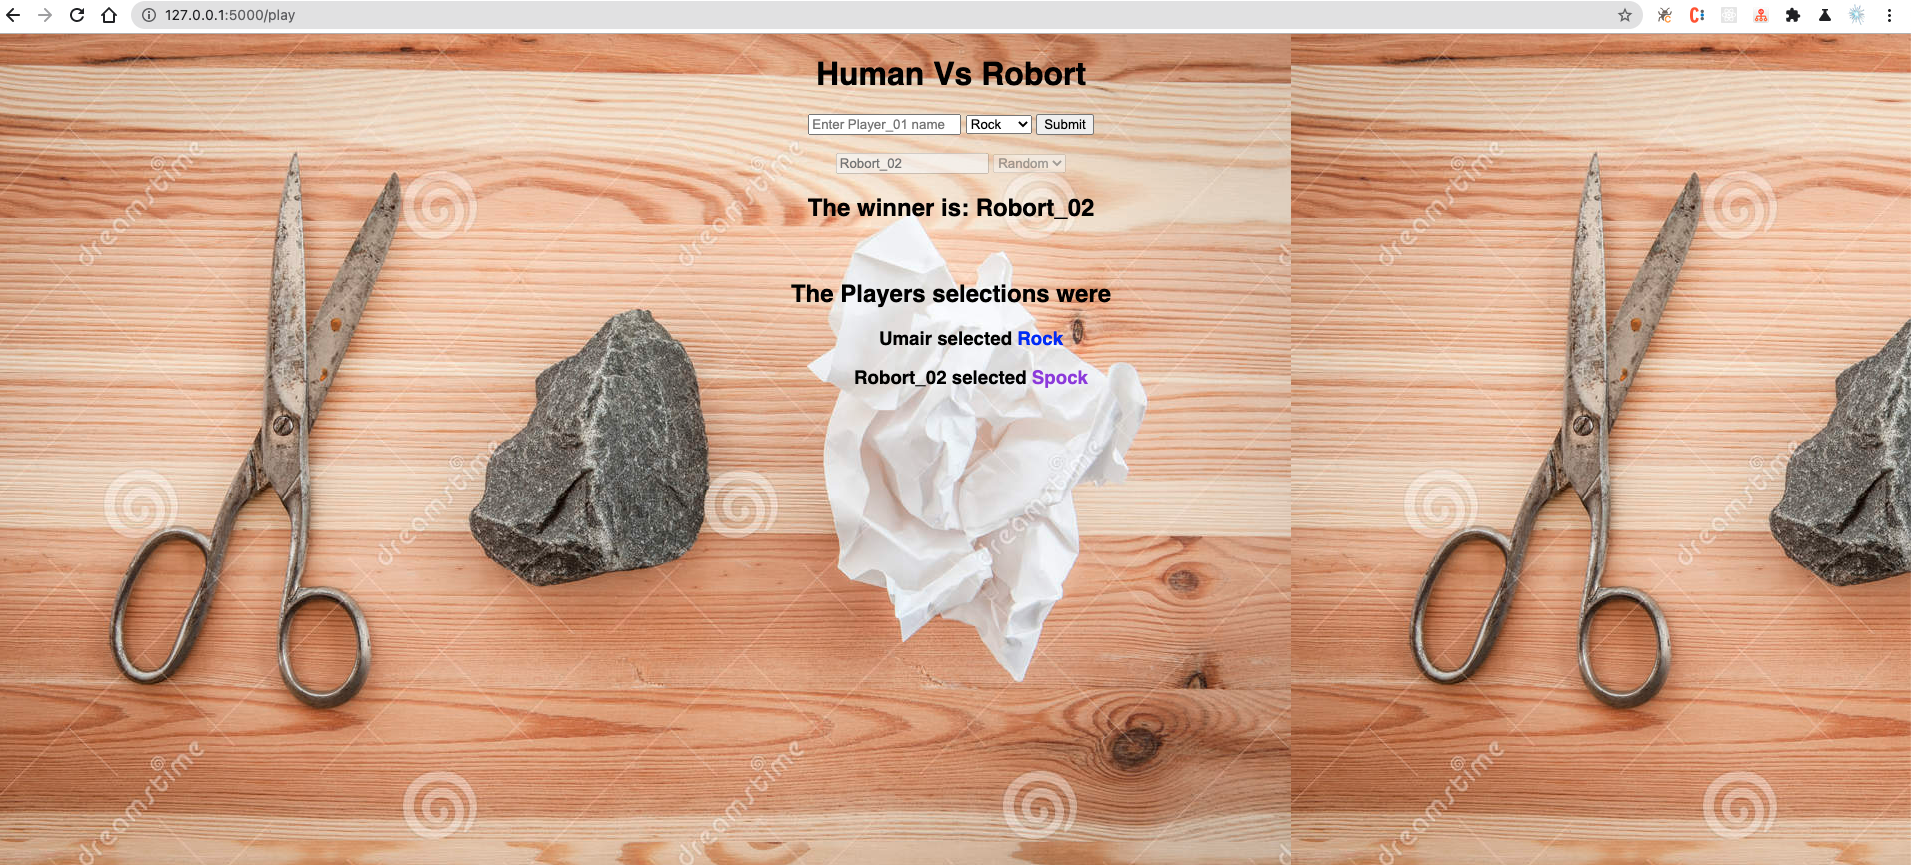 127.0.0.1:5000/play
Human Vs Robort
Enter Player_01 name Rock Submit
Robort_02 Random
The winner is: Robort_02
The Players selections were
Umair selected Rock
Robort_02 selected Spock
dreamstime
dreamstime
dreamstime
dreamstime
dreamstime
dreamstime
dreamstime
dreamstime
dreamstime
dreamstime